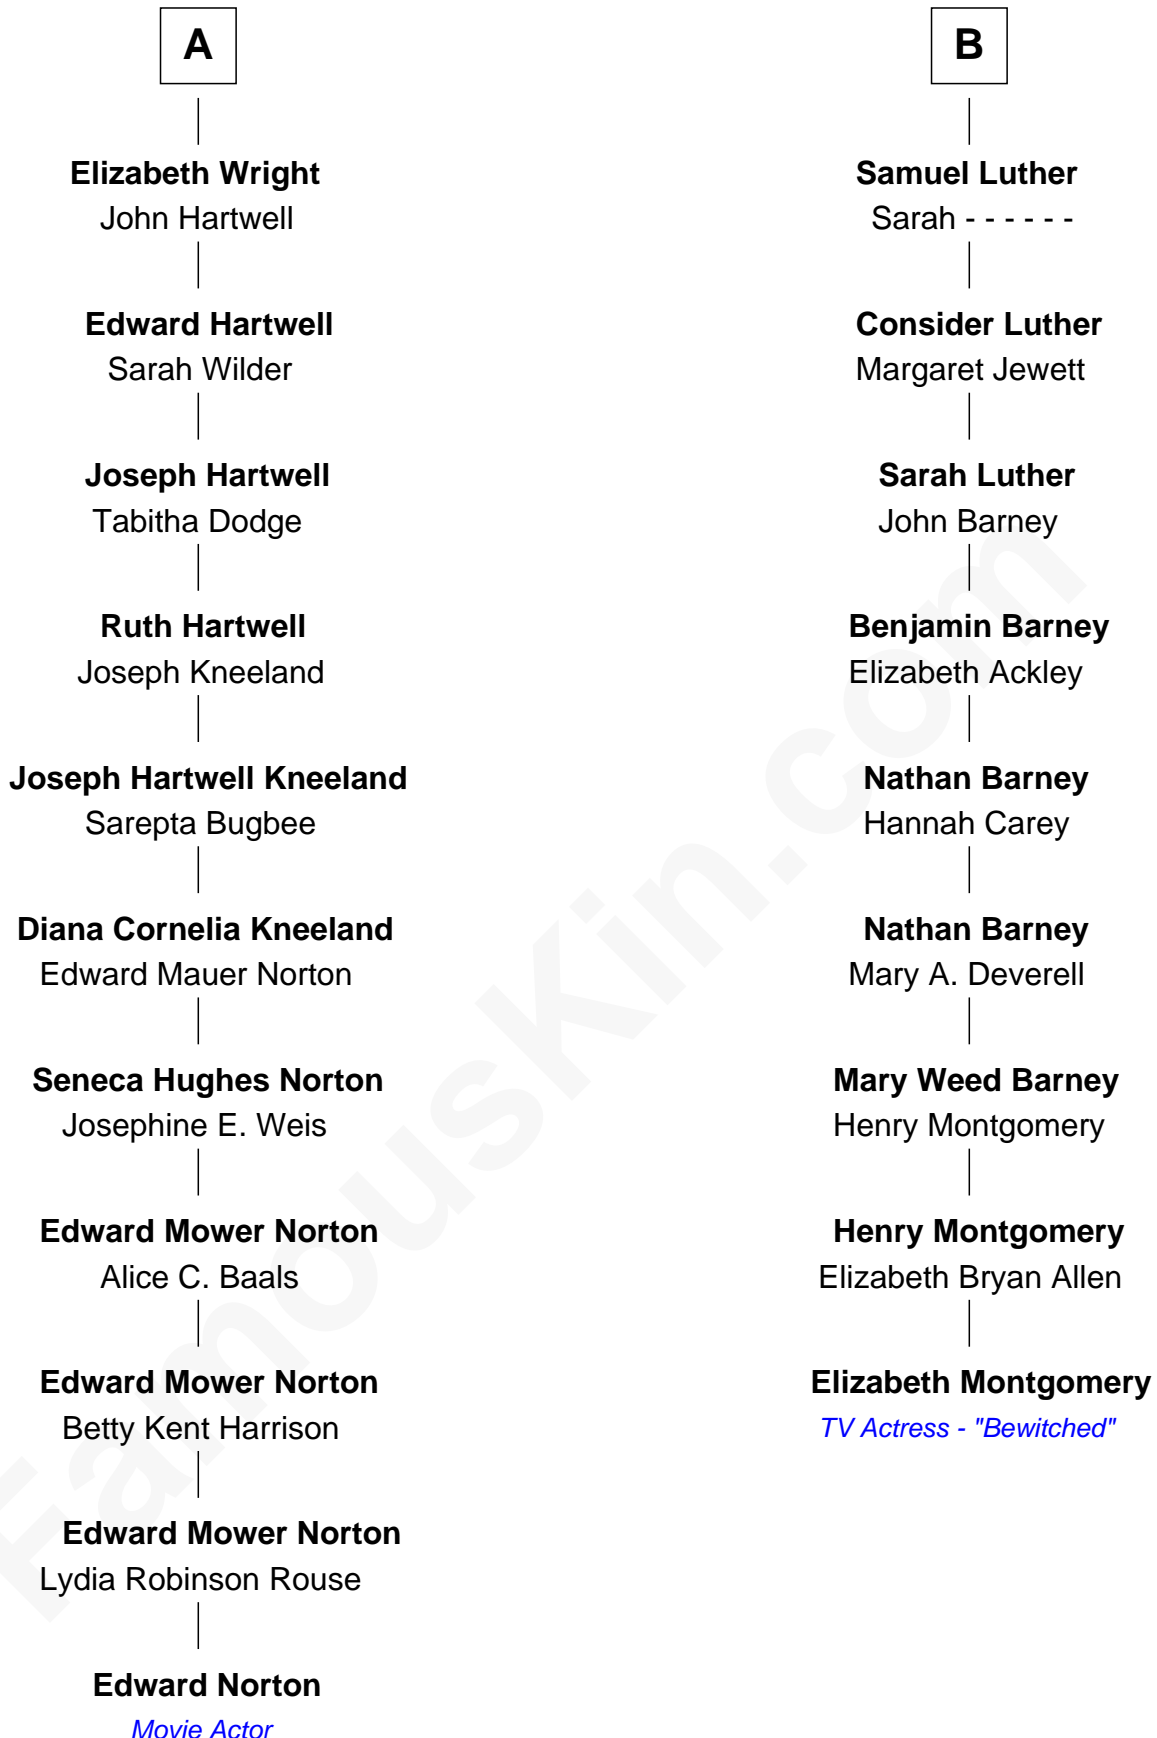 A
Elizabeth Wright
John Hartwell
Edward Hartwell
Sarah Wilder
Joseph Hartwell
Tabitha Dodge
Ruth Hartwell
Joseph Kneeland
Joseph Hartwell Kneeland
Sarepta Bugbee
Diana Cornelia Kneeland
Edward Mauer Norton
Seneca Hughes Norton
Josephine E. Weis
Edward Mower Norton
Alice C. Baals
Edward Mower Norton
Betty Kent Harrison
Edward Mower Norton
Lydia Robinson Rouse
Edward Norton
Movie Actor
B
Samuel Luther
Sarah - - - - - -
Consider Luther
Margaret Jewett
Sarah Luther
John Barney
Benjamin Barney
Elizabeth Ackley
Nathan Barney
Hannah Carey
Nathan Barney
Mary A. Deverell
Mary Weed Barney
Henry Montgomery
Henry Montgomery
Elizabeth Bryan Allen
Elizabeth Montgomery
TV Actress - "Bewitched"
FamousKin.com